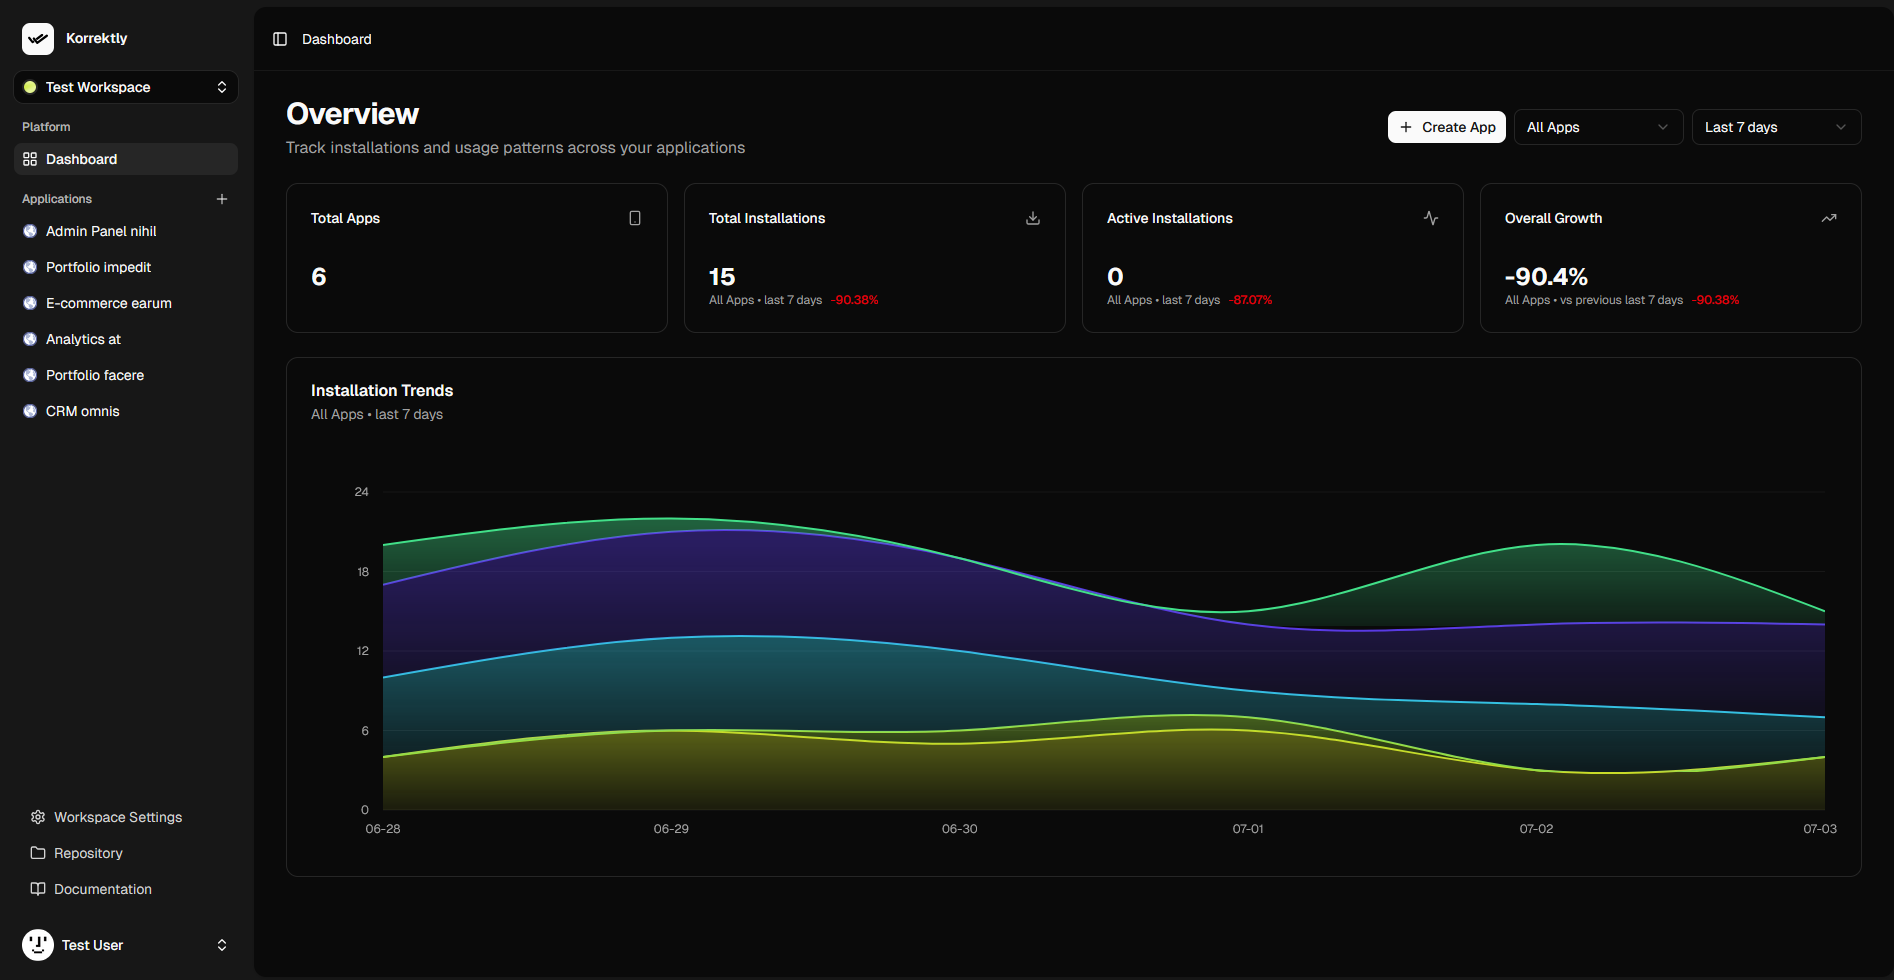 Korrektly
Test Workspace
Platform
Dashboard
Applications
Admin Panel nihil
Portfolio impedit
E-commerce earum
Analytics at
Portfolio facere
CRM omnis
Workspace Settings
Repository
Documentation
Test User
Dashboard
Overview
Track installations and usage patterns across your applications
Create App
All Apps
Last 7 days
Total Apps
6
Total Installations
15
All Apps • last 7 days -90.38%
Active Installations
0
All Apps • last 7 days -87.07%
Overall Growth
-90.4%
All Apps • vs previous last 7 days -90.38%
Installation Trends
All Apps • last 7 days
24
18
12
6
0
06-28 06-29 06-30 07-01 07-02 07-03